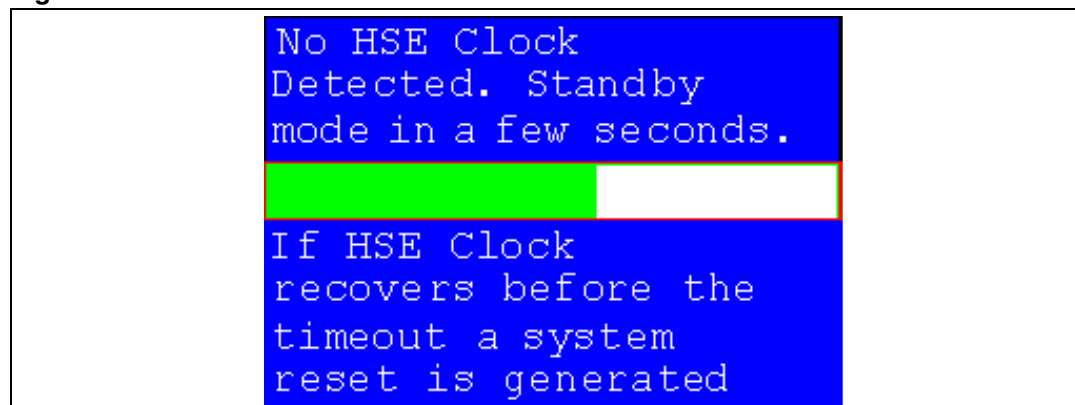 No HSE Clock
Detected. Standby
mode in a few seconds.
If HSE Clock
recovers before the
timeout a system
reset is generated